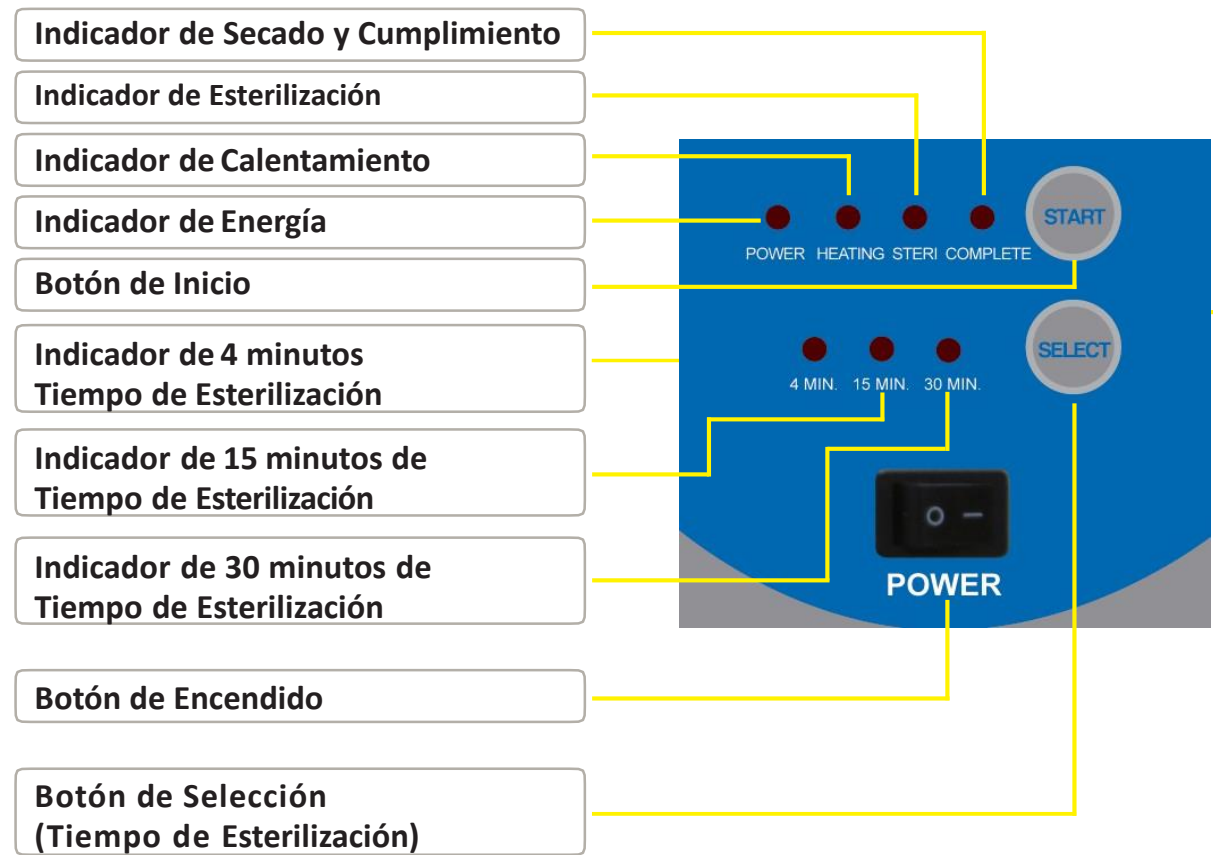 Indicador de Secado y Cumplimiento
Indicador de Esterilización
Indicador de Calentamiento
Indicador de Energía
Botón de Inicio
Indicador de 4 minutos
Tiempo de Esterilización
Indicador de 15 minutos de
Tiempo de Esterilización
Indicador de 30 minutos de
Tiempo de Esterilización
Botón de Encendido
Botón de Selección
(Tiempo de Esterilización)
START
POWER HEATING STERI COMPLETE
SELECT
4 MIN. 15 MIN. 30 MIN.
O –
POWER